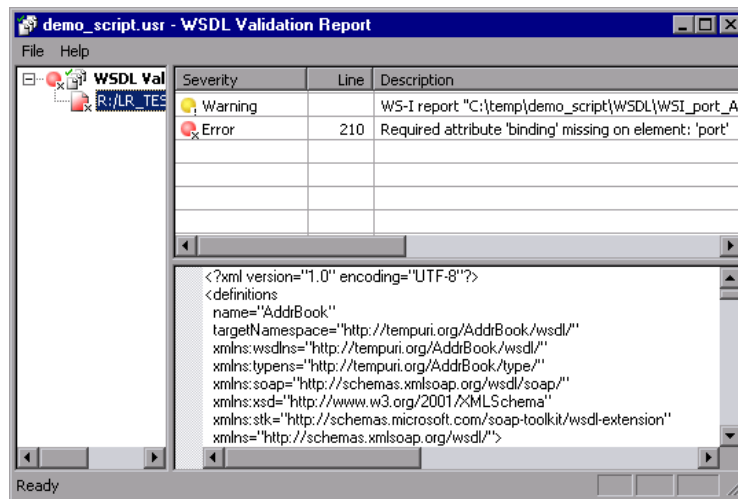 demo_script.usr - WSDL Validation Report
File Help
WSDL Val
R:/LR_TES
Severity Line Description
Warning WS-I report "C:\temp\demo_script\WSDL\WSI_port_A
Error 210 Required attribute 'binding' missing on element: 'port'
<?xml version="1.0" encoding="UTF-8"?>
<definitions
name="AddrBook"
targetNamespace="http://tempuri.org/AddrBook/wsdl/"
xmlns:wsdlns="http://tempuri.org/AddrBook/wsdl/"
xmlns:typens="http://tempuri.org/AddrBook/type/"
xmlns:soap="http://schemas.xmlsoap.org/wsdl/soap/"
xmlns:xsd="http://www.w3.org/2001/XMLSchema"
xmlns:stk="http://schemas.microsoft.com/soap-toolkit/wsdl-extension"
xmlns="http://schemas.xmlsoap.org/wsdl/">
Ready